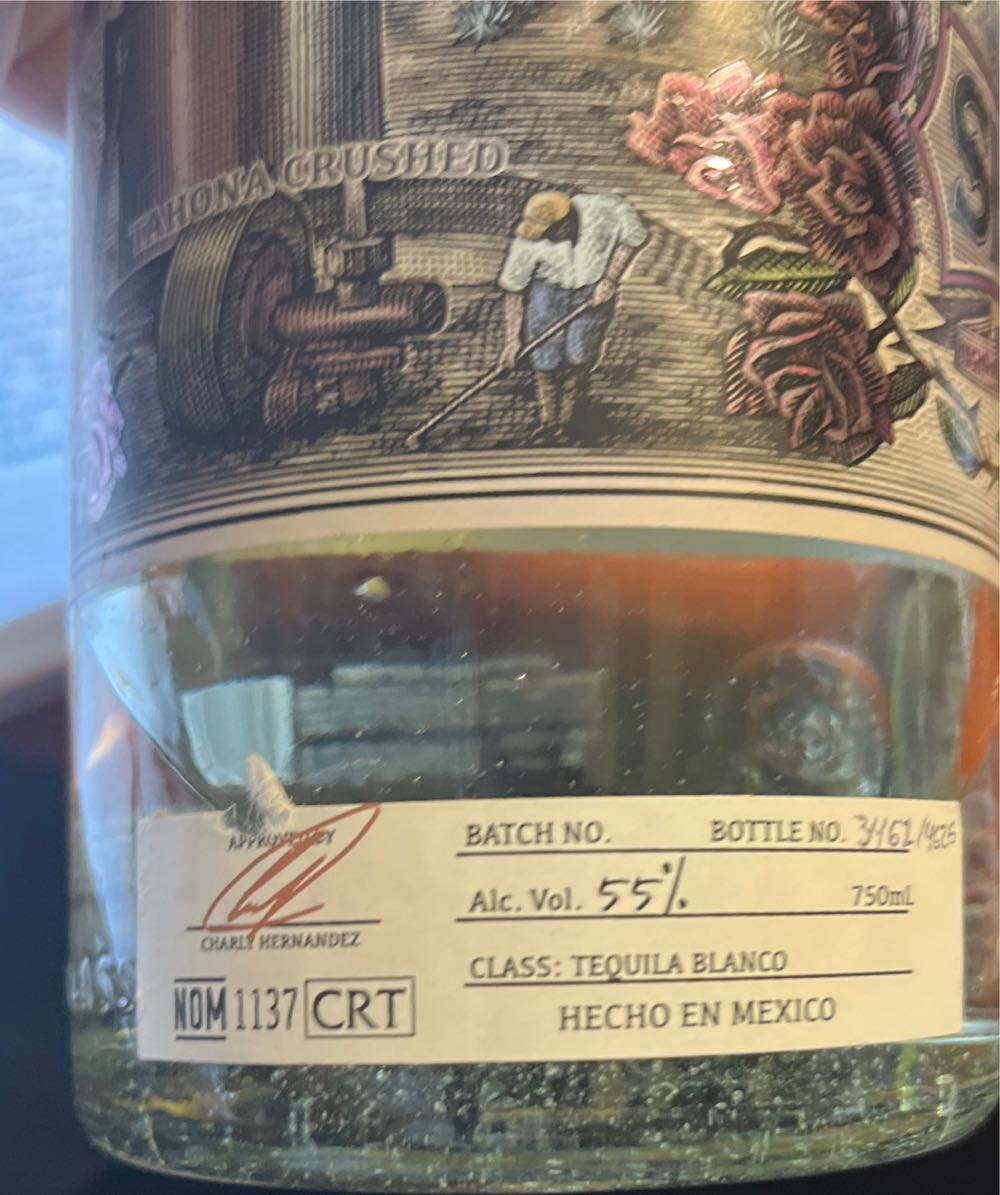 TAHONA CRUSHED
APPROVED BY
CHARLY HERNANDEZ
NOM 1137 CRT
BATCH NO. BOTTLE NO. 3461/4626
Alc. Vol. 55% 750mL
CLASS: TEQUILA BLANCO
HECHO EN MEXICO